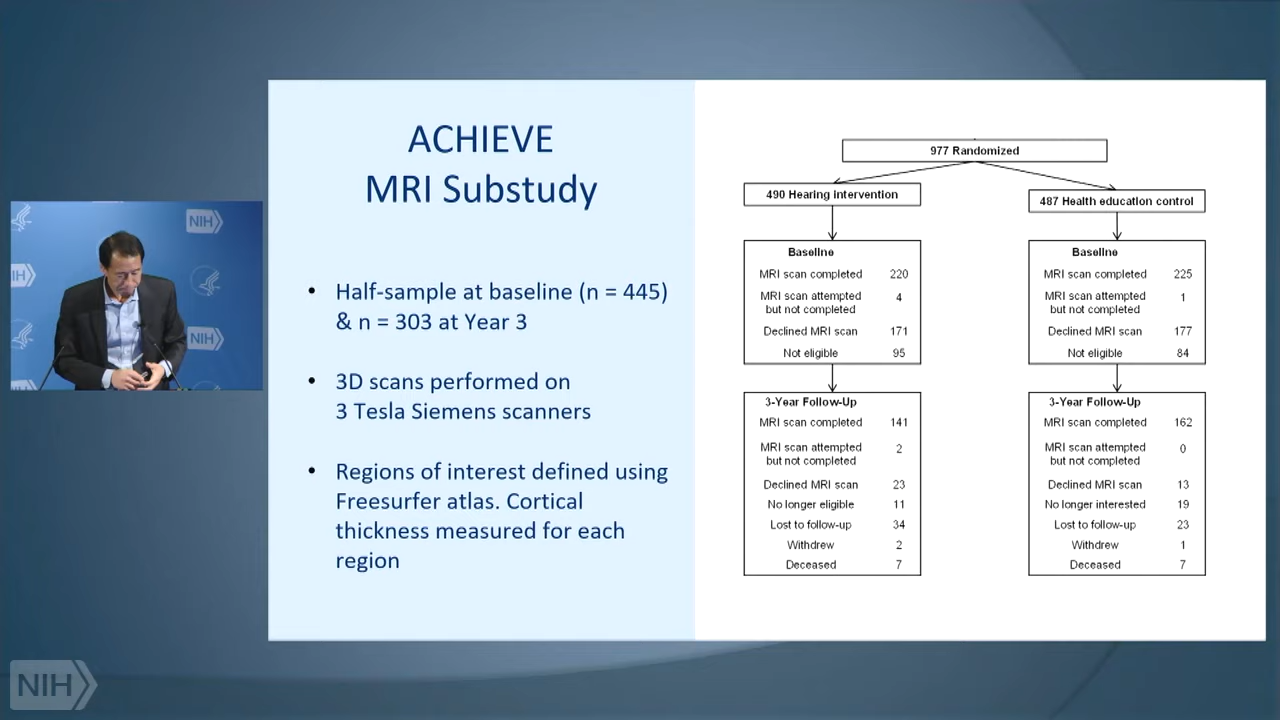 ACHIEVE
MRI Substudy
• Half-sample at baseline (n = 445)
& n = 303 at Year 3
• 3D scans performed on
3 Tesla Siemens scanners
• Regions of interest defined using
Freesurfer atlas. Cortical
thickness measured for each
region
977 Randomized
490 Hearing intervention
Baseline
MRI scan completed 220
MRI scan attempted 4
but not completed
Declined MRI scan 171
Not eligible 95
3-Year Follow-Up
MRI scan completed 141
MRI scan attempted 2
but not completed
Declined MRI scan 23
No longer eligible 11
Lost to follow-up 34
Withdrew 2
Deceased 7
487 Health education control
Baseline
MRI scan completed 225
MRI scan attempted 1
but not completed
Declined MRI scan 177
Not eligible 84
3-Year Follow-Up
MRI scan completed 162
MRI scan attempted 0
but not completed
Declined MRI scan 13
No longer interested 19
Lost to follow-up 23
Withdrew 1
Deceased 7
NIH
IH
NIH
NIH